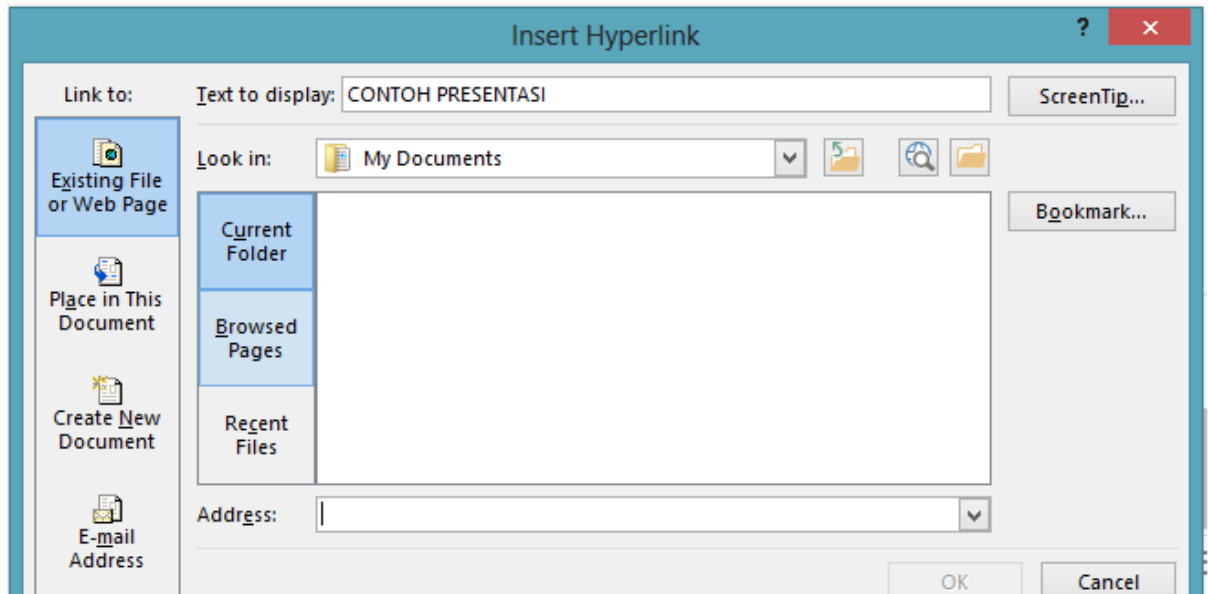 Insert Hyperlink
?
Link to:
Text to display: CONTOH PRESENTASI
ScreenTip...
Existing File
or Web Page
Look in: My Documents
Current
Folder
Bookmark...
Place in This
Document
Browsed
Pages
Create New
Document
Recent
Files
E-mail
Address
Address:
OK
Cancel